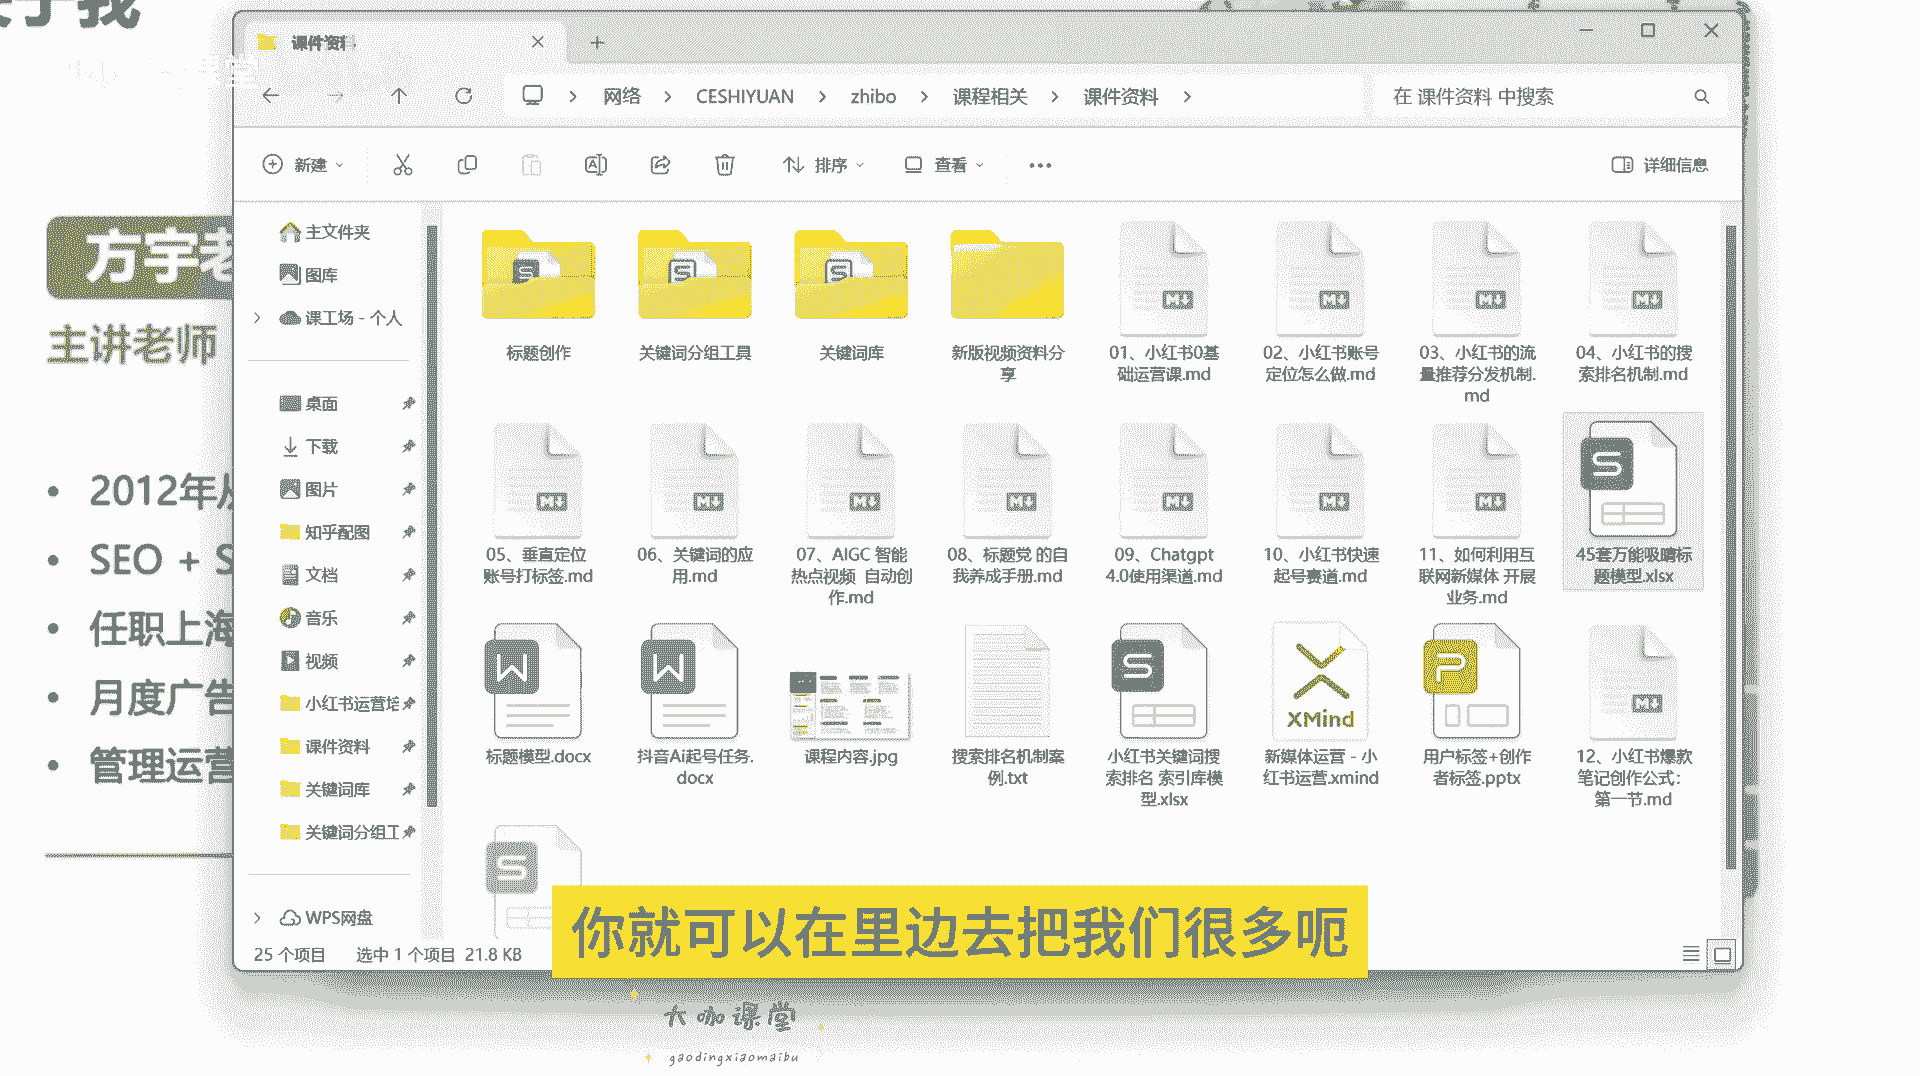 关于我
课件资料
网络 > CESHIYUAN > zhibo > 课程相关 > 课件资料 >
在 课件资料 中搜索
新建
排序
查看
详细信息
方宇老
主讲老师
2012年从
SEO + S
任职上海
月度广告
管理运营
主文件夹
图库
课工场 - 个人
桌面
下载
图片
知乎配图
文档
音乐
视频
小红书运营培
课件资料
关键词库
关键词分组工
WPS网盘
标题创作
关键词分组工具
关键词库
新版视频资料分
享
01、小红书0基
础运营课.md
02、小红书账号
定位怎么做.md
03、小红书的流
量推荐分发机制.
md
04、小红书的搜
索排名机制.md
05、垂直定位
账号打标签.md
06、关键词的应
用.md
07、AIGC 智能
热点视频 自动创
作.md
08、标题党 的自
我养成手册.md
09、Chatgpt
4.0使用渠道.md
10、小红书快速
起号赛道.md
11、如何利用互
联网新媒体 开展
业务.md
45套万能吸睛标
题模型.xlsx
标题模型.docx
抖音Ai起号任务.
docx
课程内容.jpg
搜索排名机制案
例.txt
小红书关键词搜
索排名 索引库模
型.xlsx
XMind
新媒体运营 - 小
红书运营.xmind
用户标签+创作
者标签.pptx
12、小红书爆款
笔记创作公式：
第一节.md
25 个项目 选中 1 个项目 21.8 KB
你就可以在里边去把我们很多呃
大咖课堂
gaodingxiaomaibu